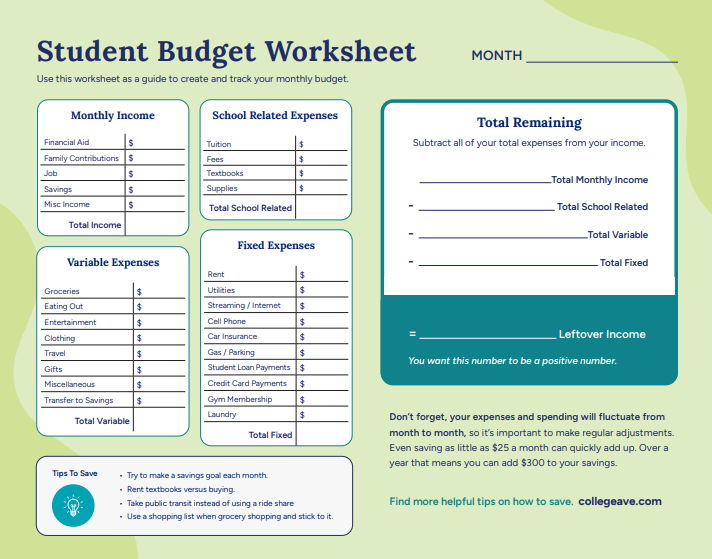 Student Budget Worksheet
MONTH
Use this worksheet as a guide to create and track your monthly budget.
Monthly Income
Financial Aid $
Family Contributions $
Job $
Savings $
Misc Income $
Total Income
Variable Expenses
Groceries $
Eating Out $
Entertainment $
Clothing $
Travel $
Gifts $
Miscellaneous $
Transfer to Savings $
Total Variable
School Related Expenses
Tuition $
Fees $
Textbooks $
Supplies $
Total School Related
Fixed Expenses
Rent $
Utilities $
Streaming / Internet $
Cell Phone $
Car Insurance $
Gas / Parking $
Student Loan Payments $
Credit Card Payments $
Gym Membership $
Laundry $
Total Fixed
Tips To Save
• Try to make a savings goal each month.
• Rent textbooks versus buying.
• Take public transit instead of using a ride share
• Use a shopping list when grocery shopping and stick to it.
Total Remaining
Subtract all of your total expenses from your income.
Total Monthly Income
- Total School Related
- Total Variable
- Total Fixed
= Leftover Income
You want this number to be a positive number.
Don't forget, your expenses and spending will fluctuate from
month to month, so it's important to make regular adjustments.
Even saving as little as $25 a month can quickly add up. Over a
year that means you can add $300 to your savings.
Find more helpful tips on how to save. collegeave.com